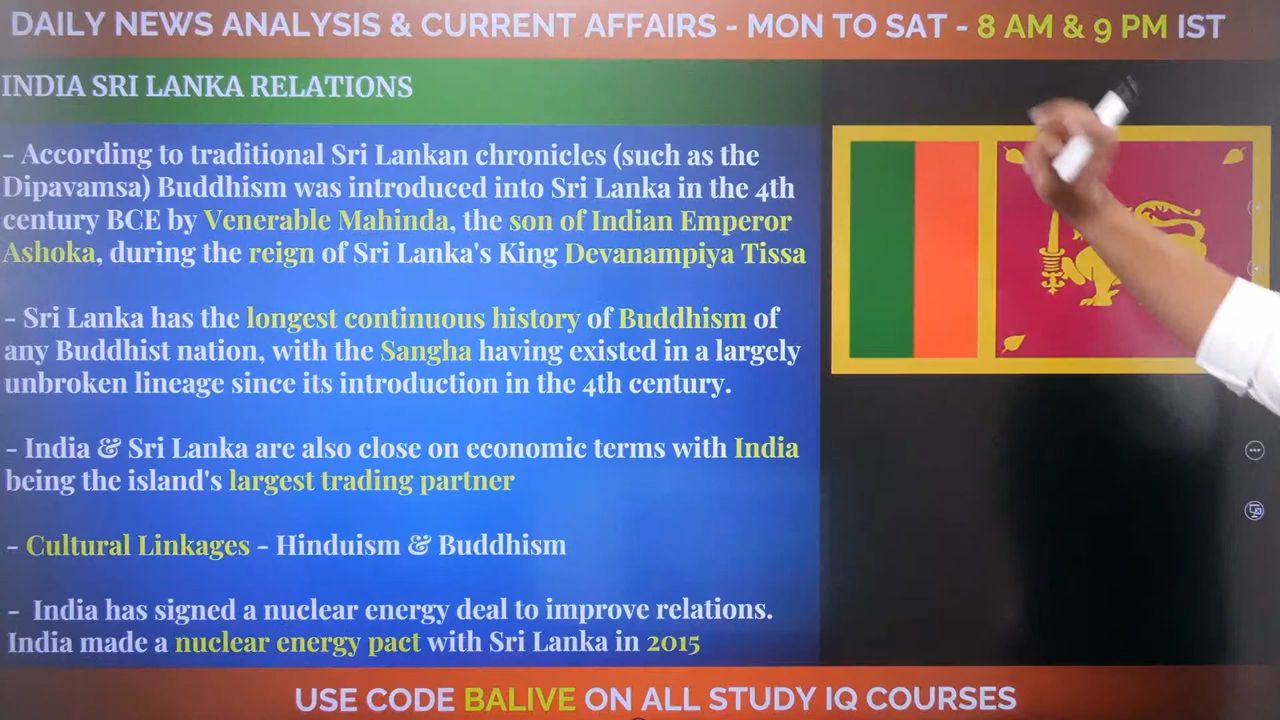 DAILY NEWS ANALYSIS & CURRENT AFFAIRS - MON TO SAT - 8 AM & 9 PM IST
INDIA SRI LANKA RELATIONS
- According to traditional Sri Lankan chronicles (such as the
Dipavamsa) Buddhism was introduced into Sri Lanka in the 4th
century BCE by Venerable Mahinda, the son of Indian Emperor
Ashoka, during the reign of Sri Lanka's King Devanampiya Tissa
- Sri Lanka has the longest continuous history of Buddhism of
any Buddhist nation, with the Sangha having existed in a largely
unbroken lineage since its introduction in the 4th century.
- India & Sri Lanka are also close on economic terms with India
being the island's largest trading partner
- Cultural Linkages - Hinduism & Buddhism
- India has signed a nuclear energy deal to improve relations.
India made a nuclear energy pact with Sri Lanka in 2015
USE CODE BALIVE ON ALL STUDY IQ COURSES